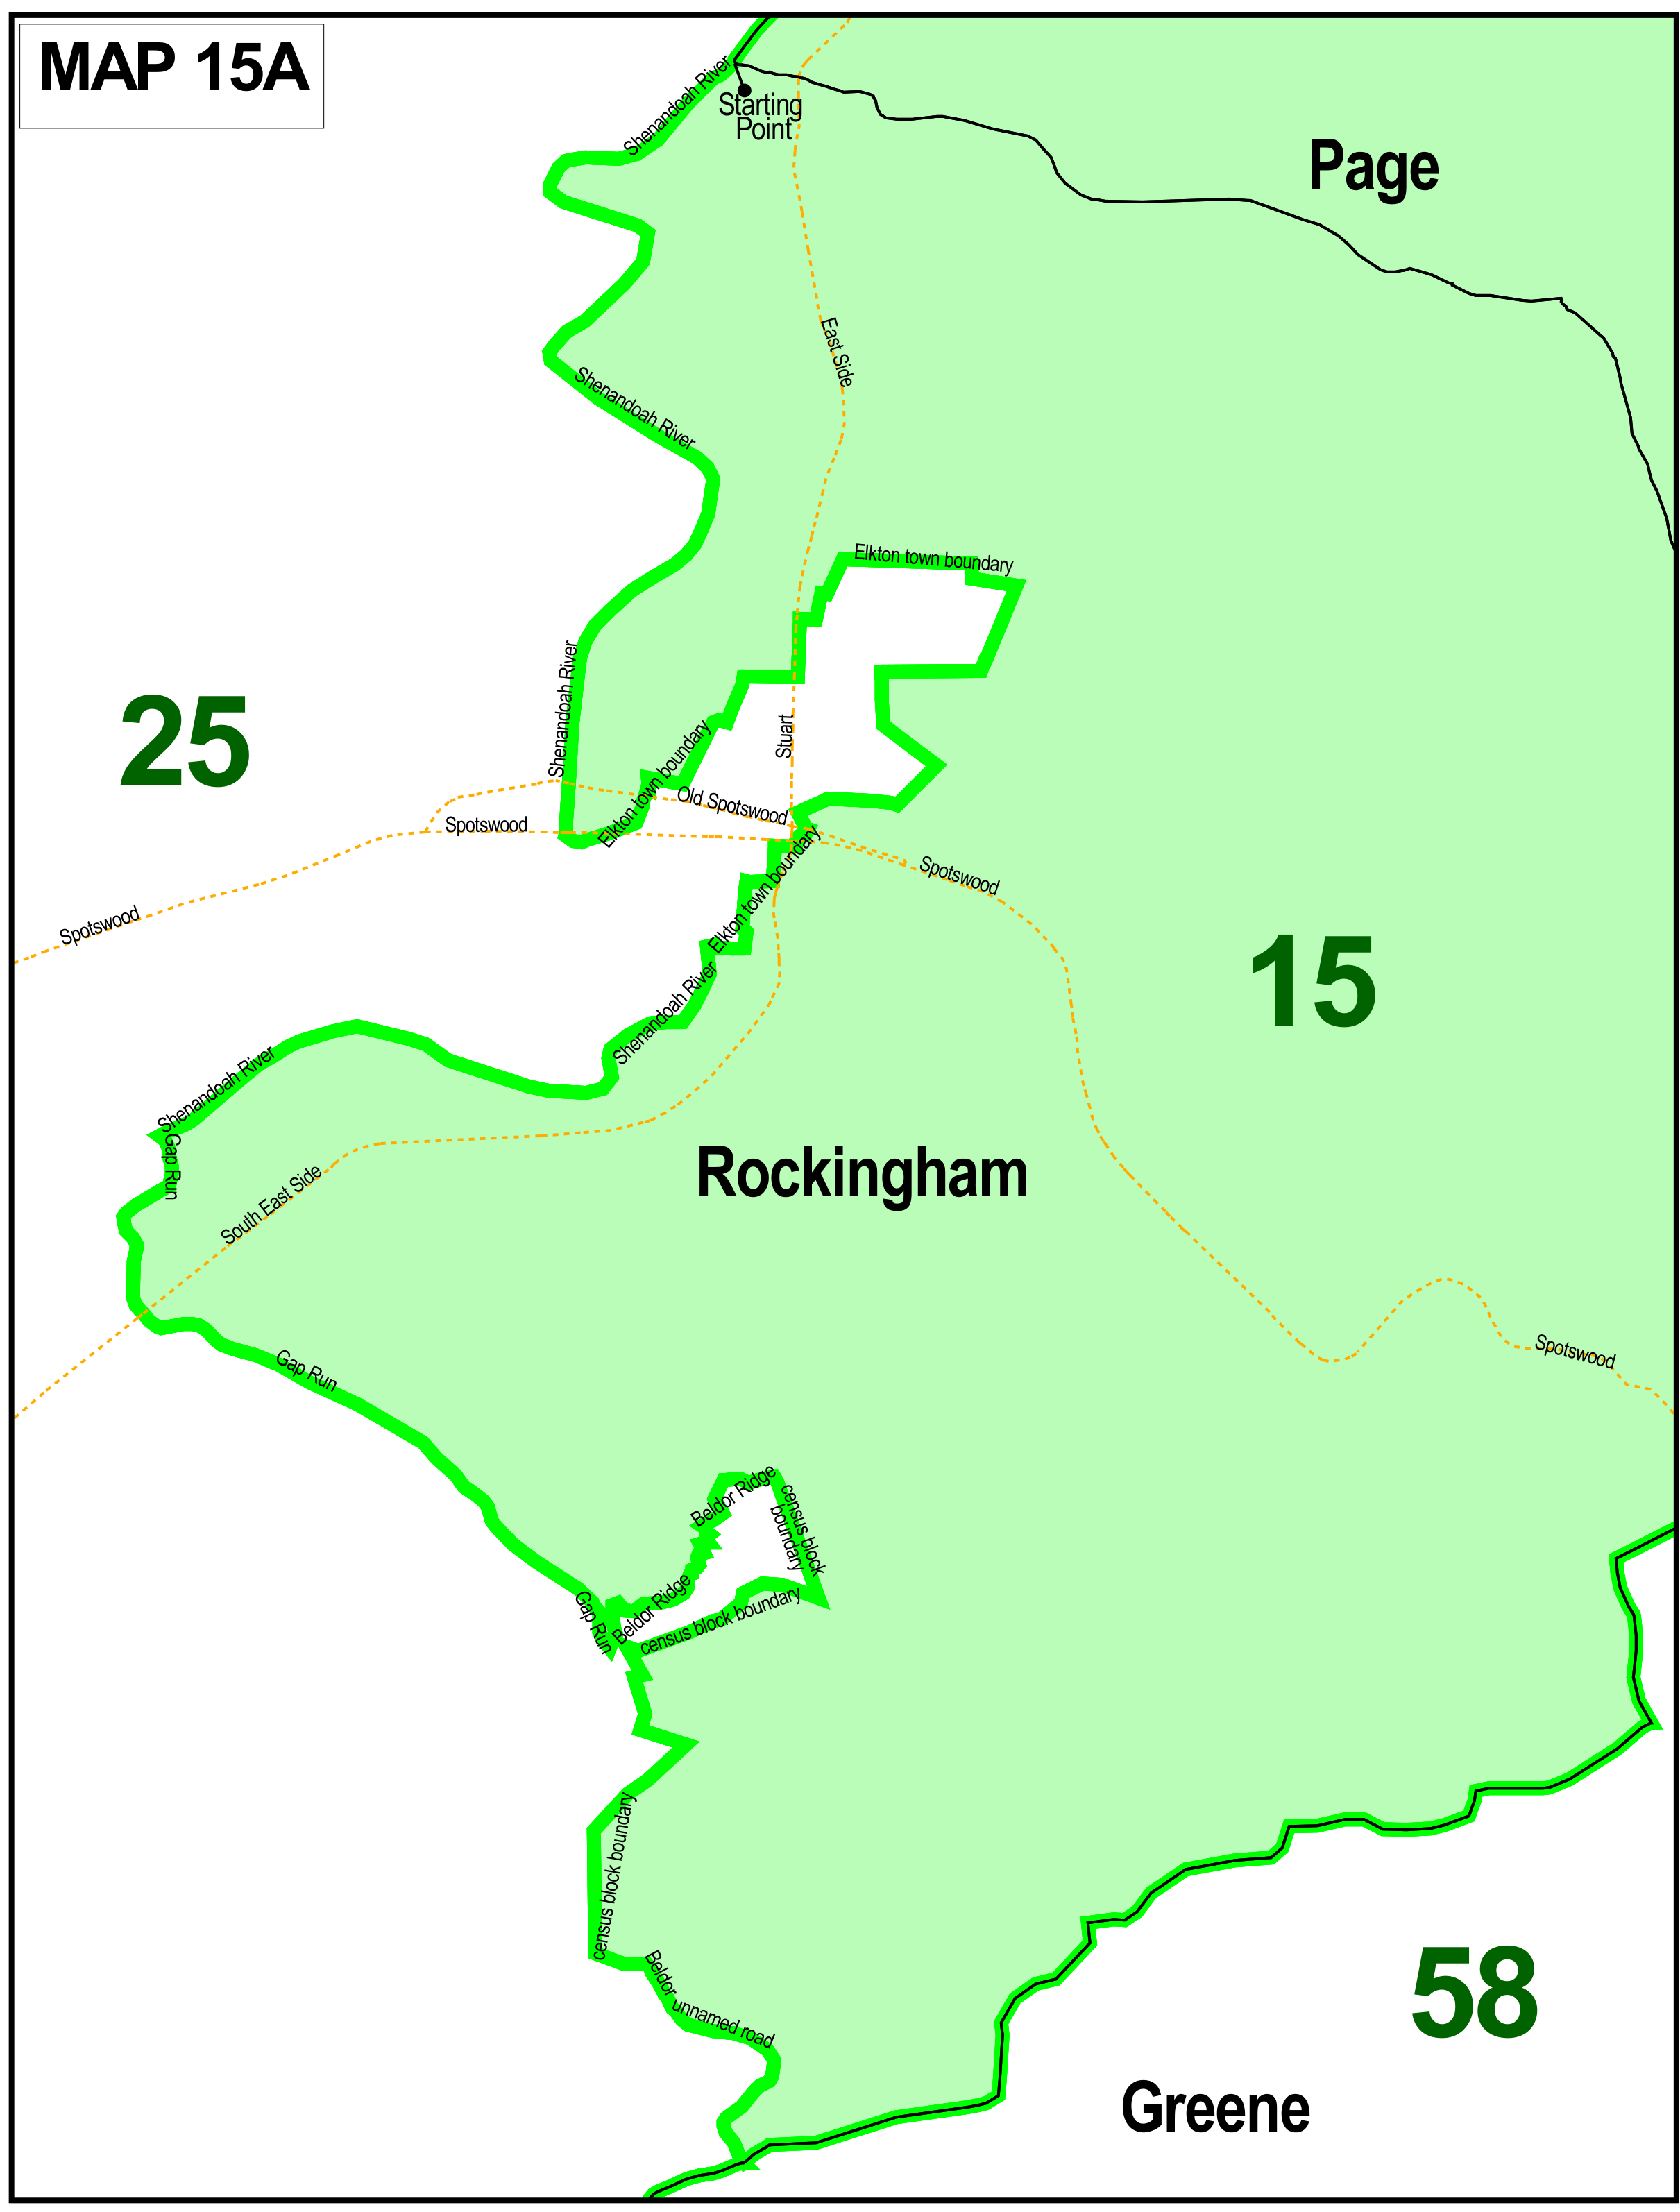 MAP 15A
Shenandoah River
Starting
Point
Page
East Side
Shenandoah River
Elkton town boundary
Shenandoah River
25
Stuart
Elkton town boundary
Old Spotswood
Spotswood
Elkton town boundary
Spotswood
Spotswood
15
Shenandoah River
Shenandoah River
Gap Run
Rockingham
South East Side
Spotswood
Gap Run
Beldor Ridge
census block
boundary
Beldor Ridge
Gap Run
census block boundary
census block boundary
Beldor
unnamed road
58
Greene